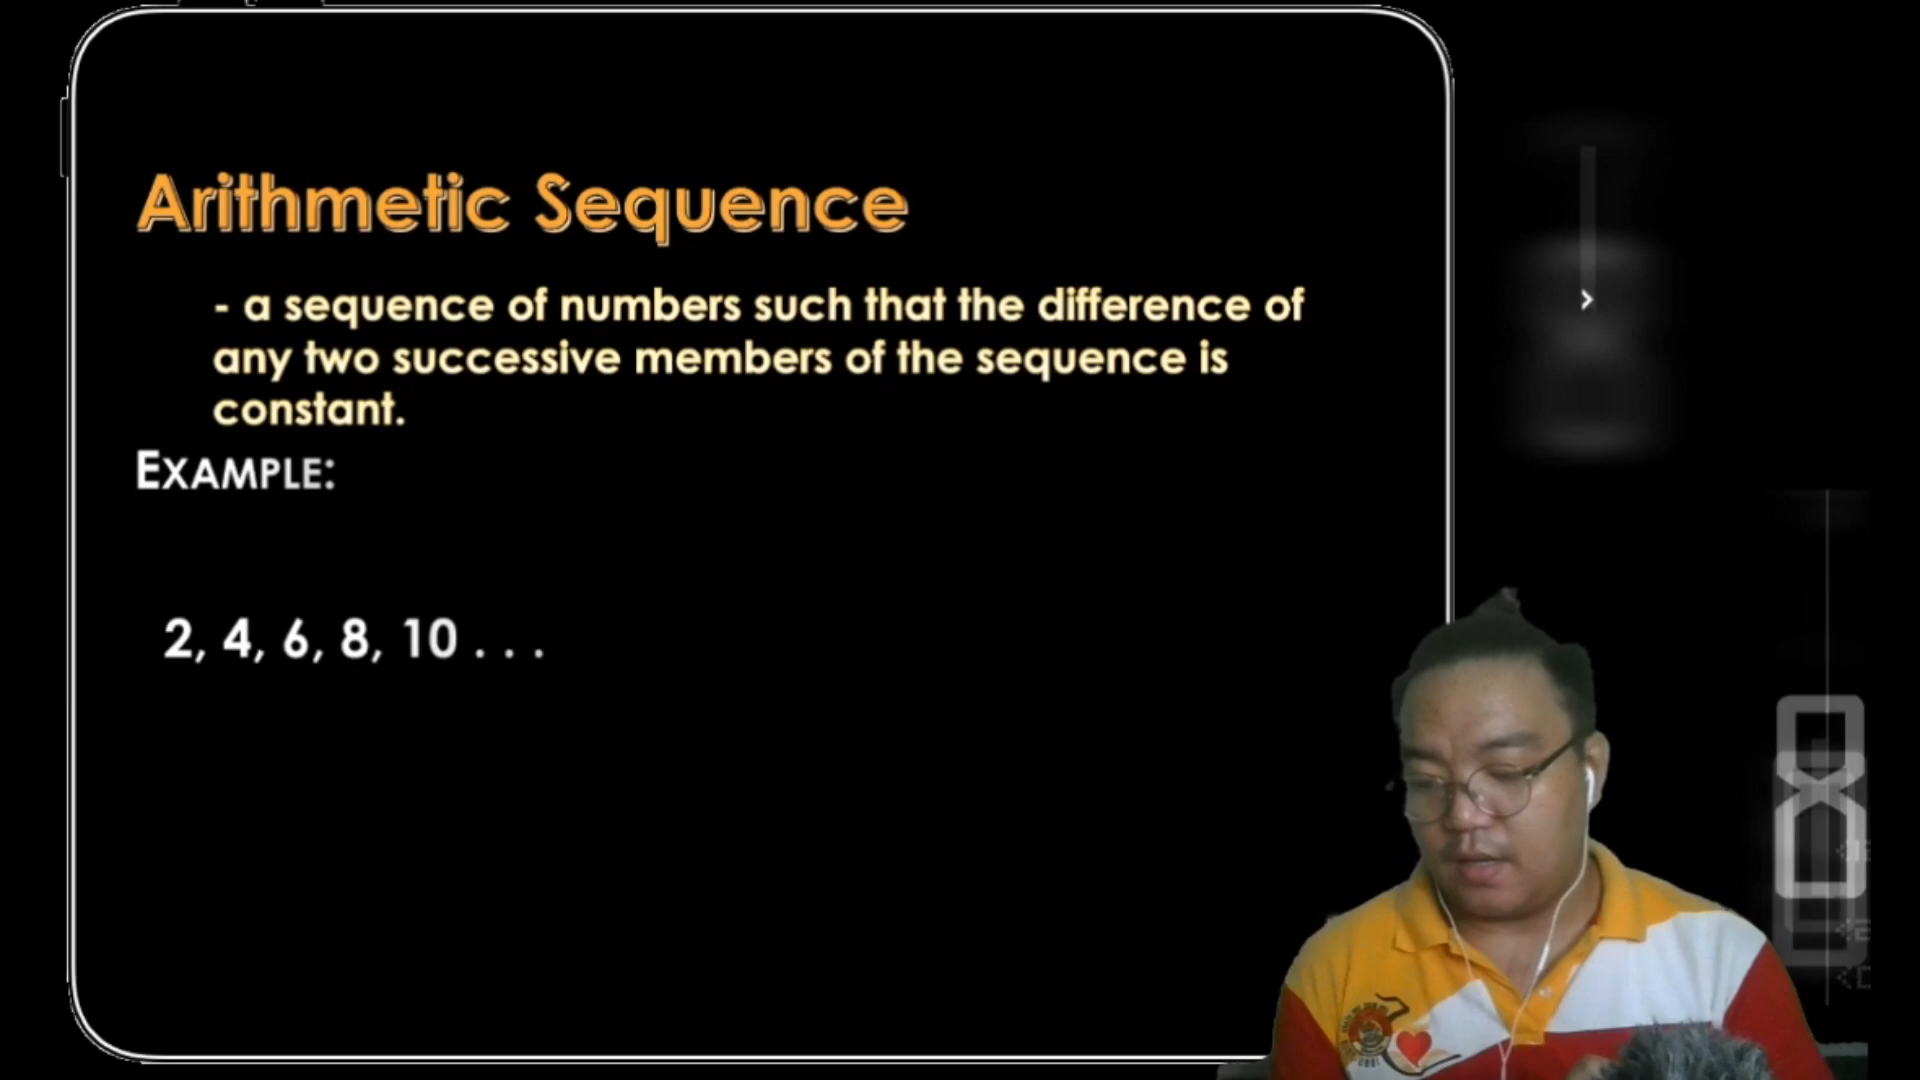 Arithmetic Sequence
- a sequence of numbers such that the difference of
any two successive members of the sequence is
constant.
EXAMPLE:
2, 4, 6, 8, 10 . . .